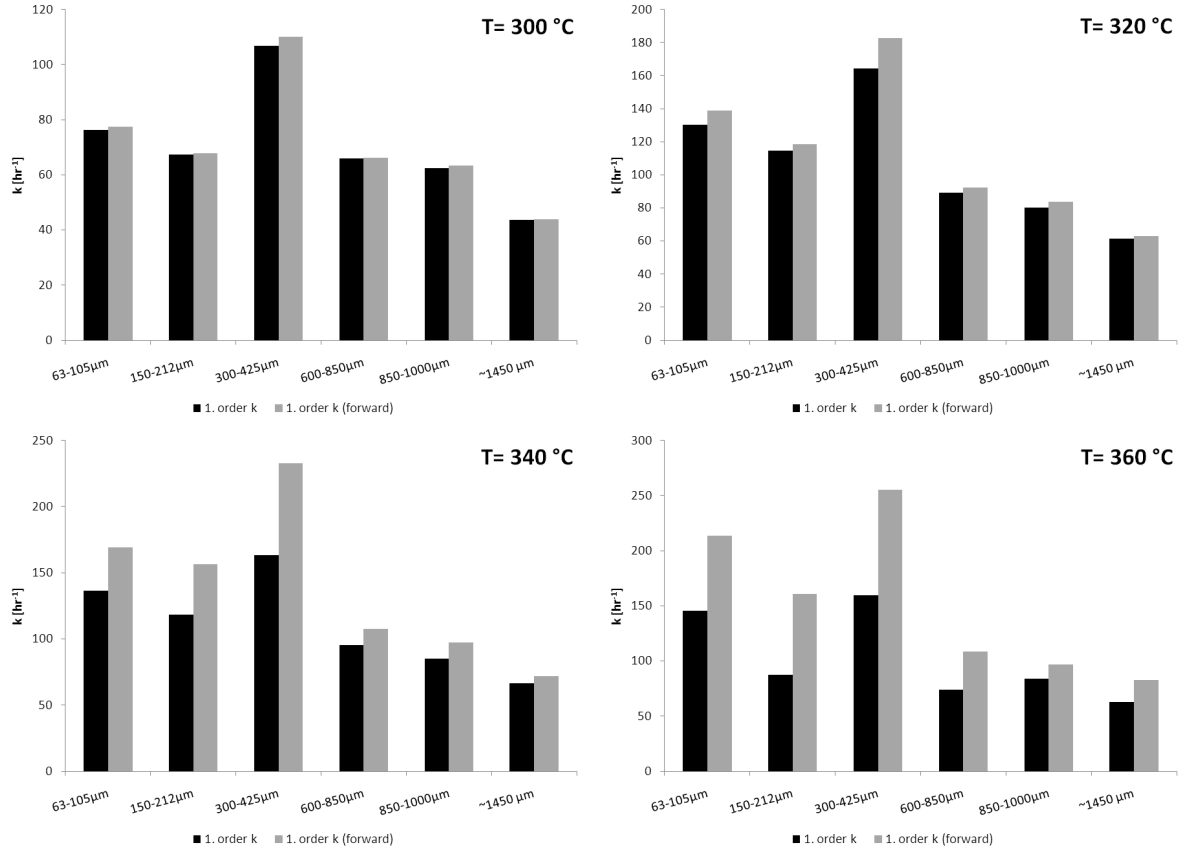 T= 300 °C
120
100
80
60
40
20
0
k [hr-1]
63-105µm
150-212µm
300-425µm
600-850µm
850-1000µm
~1450 µm
1. order k
1. order k (forward)
T= 320 °C
200
180
160
140
120
100
80
60
40
20
0
k [hr-1]
63-105µm
150-212µm
300-425µm
600-850µm
850-1000µm
~1450 µm
1. order k
1. order k (forward)
T= 340 °C
250
200
150
100
50
0
k [hr-1]
63-105µm
150-212µm
300-425µm
600-850µm
850-1000µm
~1450 µm
1. order k
1. order k (forward)
T= 360 °C
300
250
200
150
100
50
0
k [hr-1]
63-105µm
150-212µm
300-425µm
600-850µm
850-1000µm
~1450 µm
1. order k
1. order k (forward)